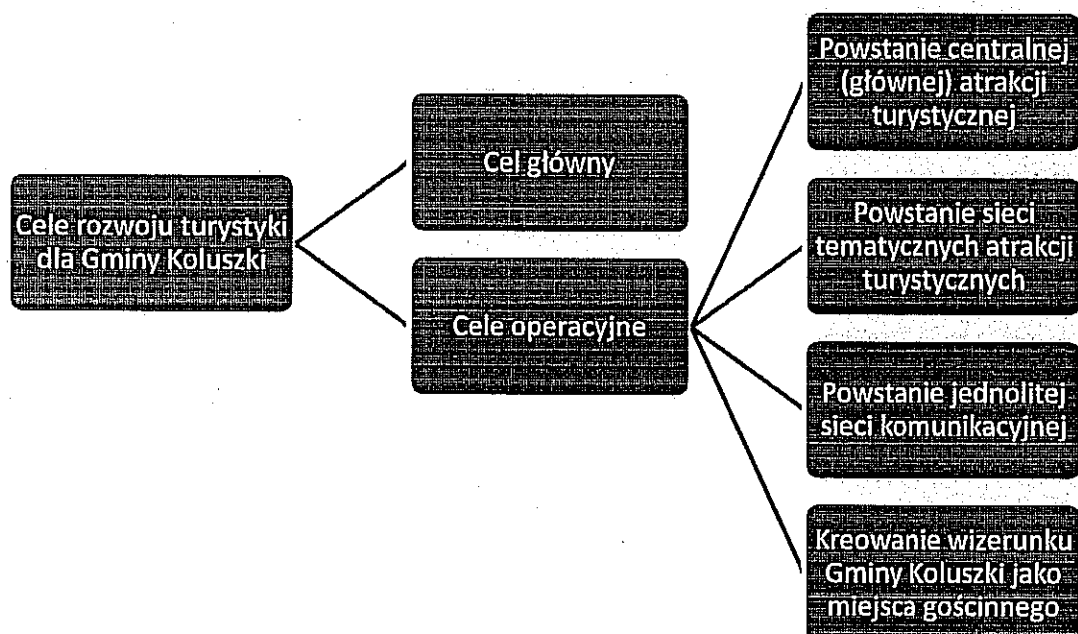 Cele rozwoju turystyki
dla Gminy Koluszki
Cel główny
Cele operacyjne
Powstanie centralnej
(głównej) atrakcji
turystycznej
Powstanie sieci
tematycznych atrakcji
turystycznych
Powstanie jednolitej
sieci komunikacyjnej
Kreowanie wizerunku
Gminy Koluszki jako
miejsca gościnnego